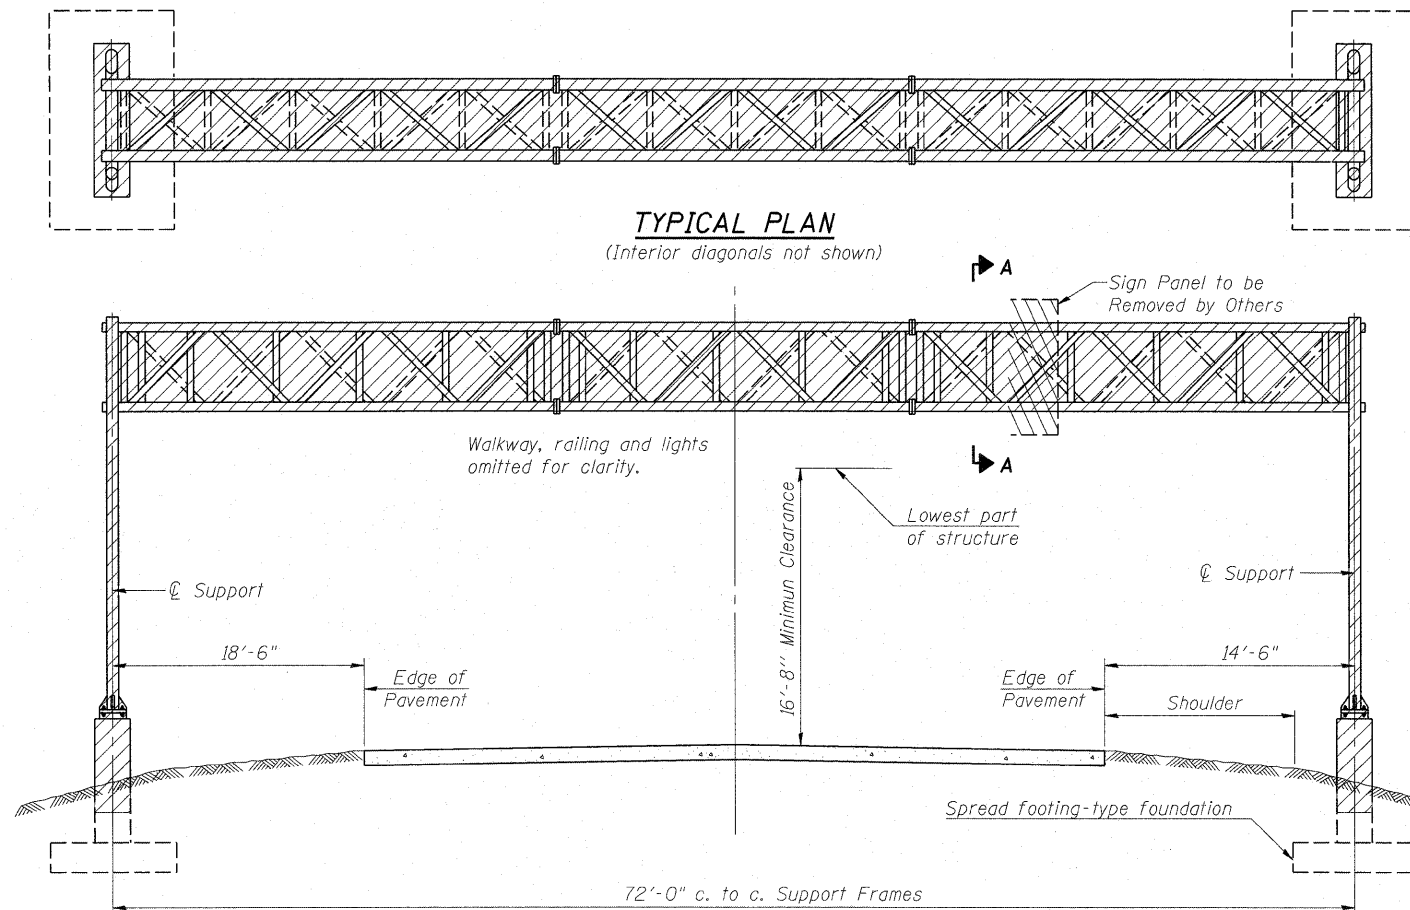 TYPICAL PLAN
(Interior diagonals not shown)
A
Sign Panel to be
Removed by Others
Walkway, railing and lights
omitted for clarity.
A
Lowest part
of structure
16'-8" Minimun Clearance
℄ Support
℄ Support
18'-6"
14'-6"
Edge of
Pavement
Edge of
Pavement
Shoulder
Spread footing-type foundation
72'-0" c. to c. Support Frames